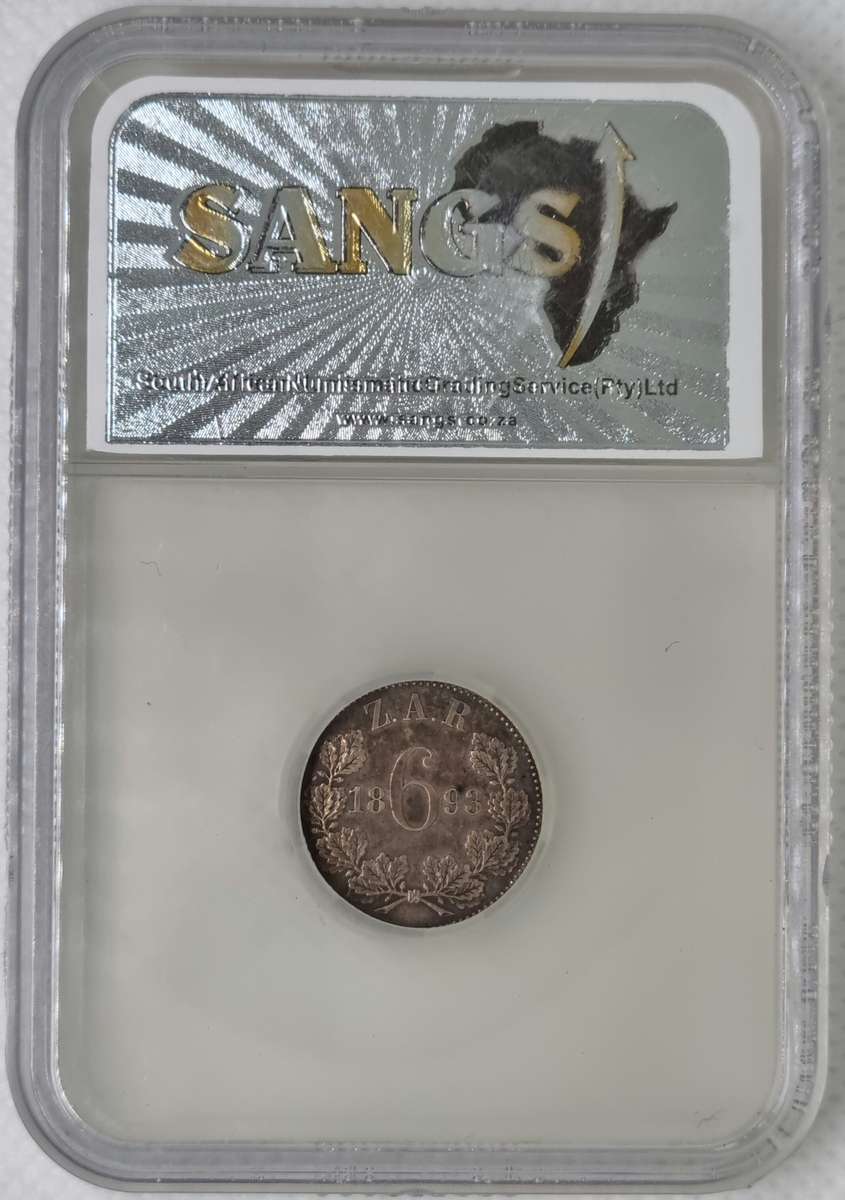 SANGS
South African Numismatic Grading Service (Pty) Ltd
www.sangs.co.za
Z.A.R
18 6 93